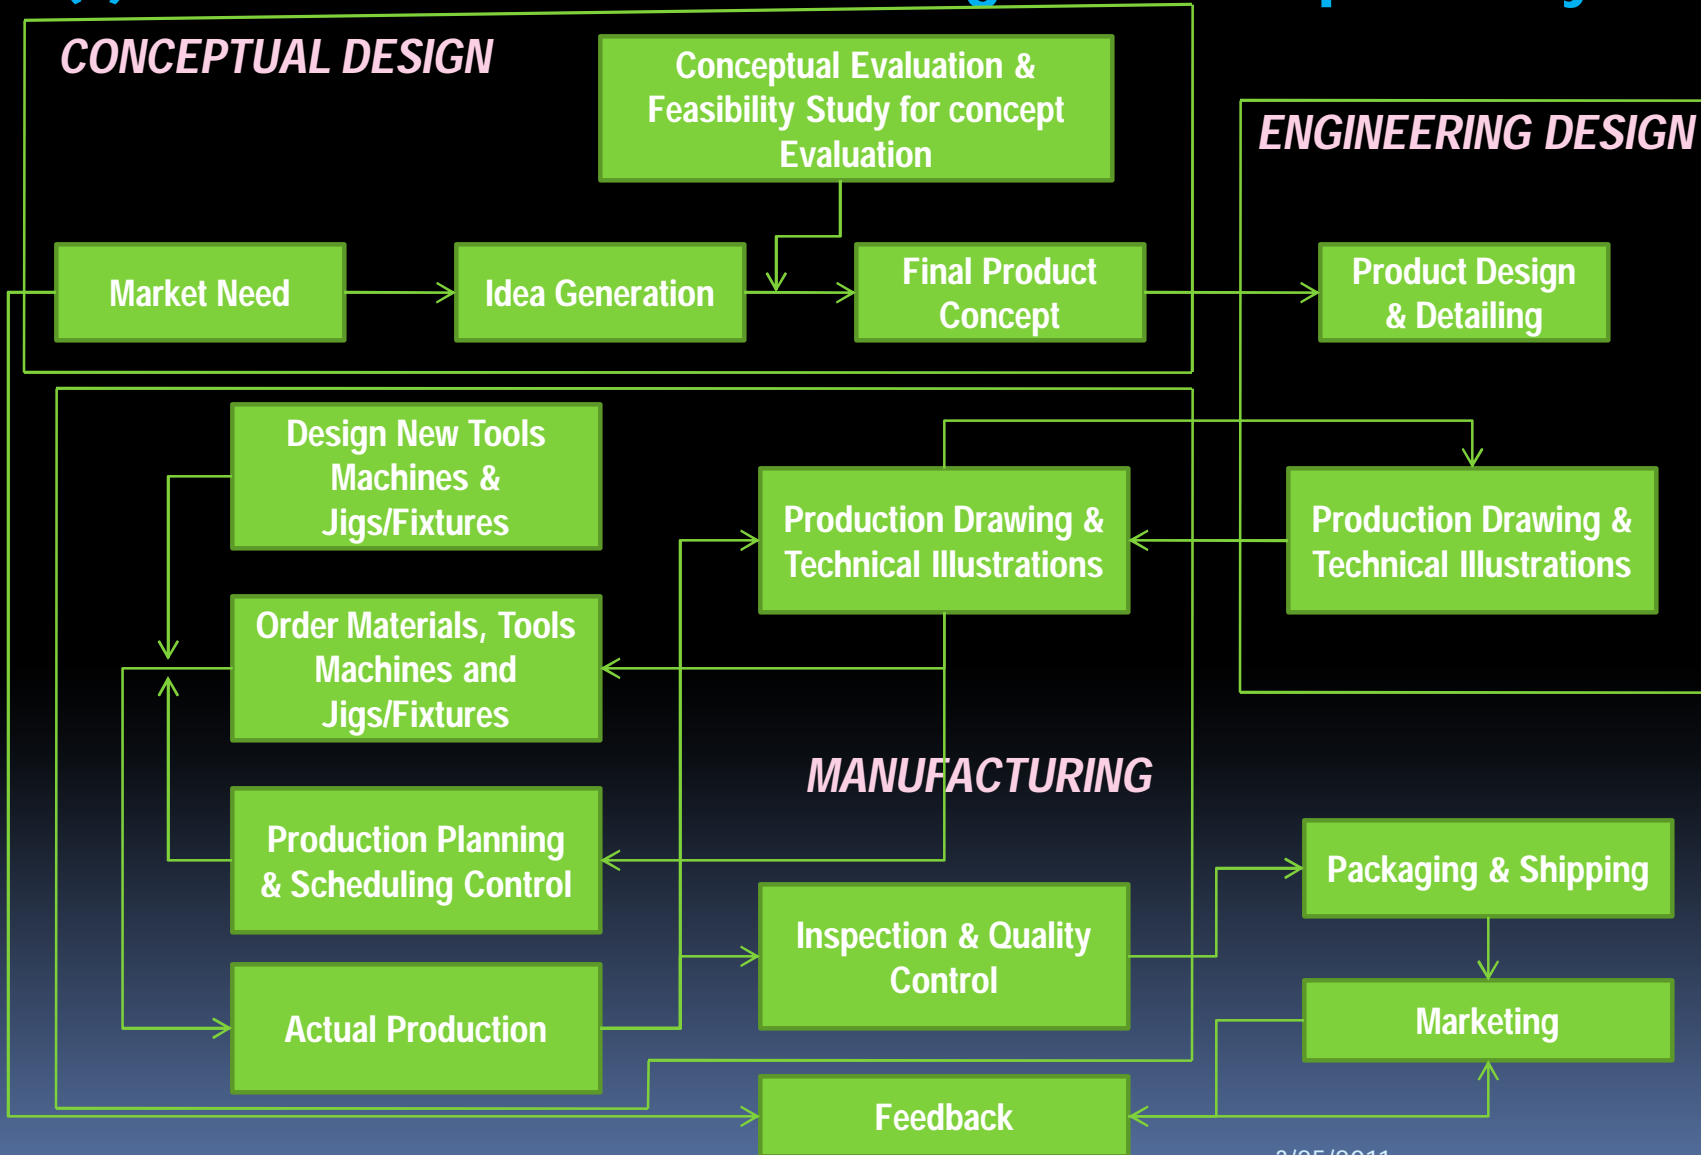 CONCEPTUAL DESIGN
Conceptual Evaluation &
Feasibility Study for concept
Evaluation
ENGINEERING DESIGN
Market Need
Idea Generation
Final Product
Concept
Product Design
& Detailing
Design New Tools
Machines &
Jigs/Fixtures
Production Drawing &
Technical Illustrations
Production Drawing &
Technical Illustrations
Order Materials, Tools
Machines and
Jigs/Fixtures
MANUFACTURING
Production Planning
& Scheduling Control
Packaging & Shipping
Inspection & Quality
Control
Actual Production
Marketing
Feedback